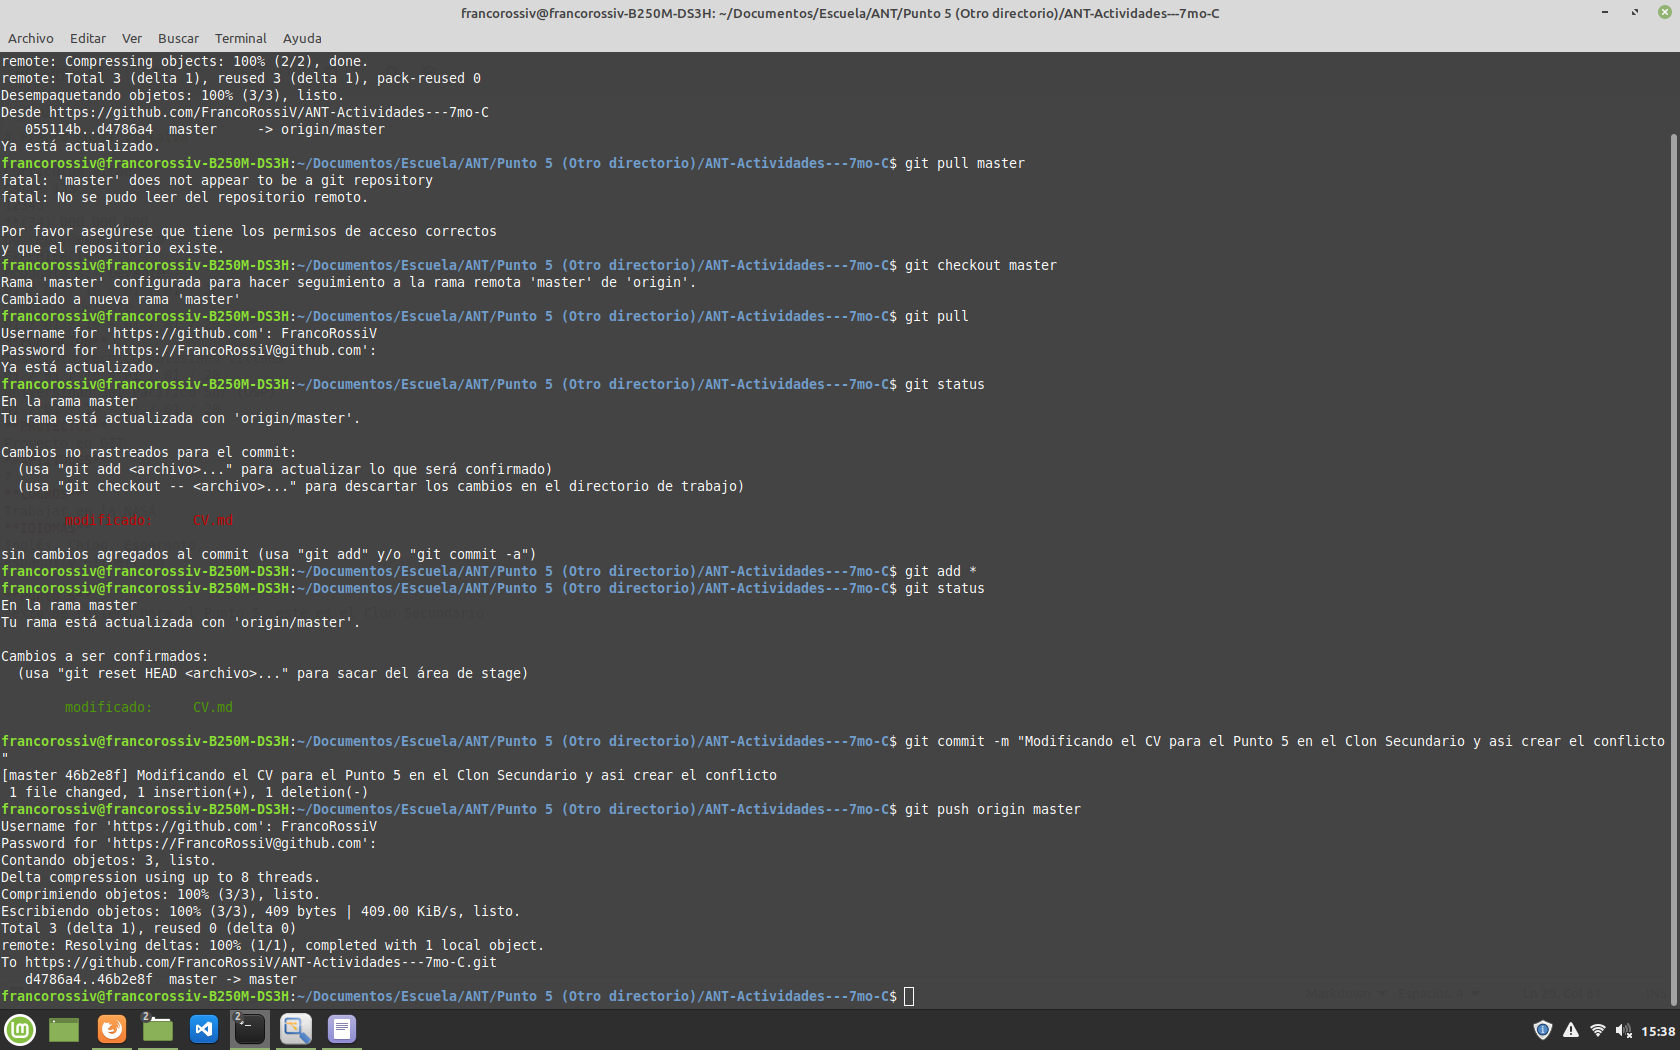 francorossiv@francorossiv-B250M-DS3H: ~/Documentos/Escuela/ANT/Punto 5 (Otro directorio)/ANT-Actividades---7mo-C
Archivo Editar Ver Buscar Terminal Ayuda
remote: Compressing objects: 100% (2/2), done.
remote: Total 3 (delta 1), reused 3 (delta 1), pack-reused 0
Desempaquetando objetos: 100% (3/3), listo.
Desde https://github.com/FrancoRossiV/ANT-Actividades---7mo-C
   055114b..d4786a4  master     -> origin/master
Ya está actualizado.
francorossiv@francorossiv-B250M-DS3H:~/Documentos/Escuela/ANT/Punto 5 (Otro directorio)/ANT-Actividades---7mo-C$ git pull master
fatal: 'master' does not appear to be a git repository
fatal: No se pudo leer del repositorio remoto.
Por favor asegúrese que tiene los permisos de acceso correctos
y que el repositorio existe.
francorossiv@francorossiv-B250M-DS3H:~/Documentos/Escuela/ANT/Punto 5 (Otro directorio)/ANT-Actividades---7mo-C$ git checkout master
Rama 'master' configurada para hacer seguimiento a la rama remota 'master' de 'origin'.
Cambiado a nueva rama 'master'
francorossiv@francorossiv-B250M-DS3H:~/Documentos/Escuela/ANT/Punto 5 (Otro directorio)/ANT-Actividades---7mo-C$ git pull
Username for 'https://github.com': FrancoRossiV
Password for 'https://FrancoRossiV@github.com':
Ya está actualizado.
francorossiv@francorossiv-B250M-DS3H:~/Documentos/Escuela/ANT/Punto 5 (Otro directorio)/ANT-Actividades---7mo-C$ git status
En la rama master
Tu rama está actualizada con 'origin/master'.
Cambios no rastreados para el commit:
  (usa "git add <archivo>..." para actualizar lo que será confirmado)
  (usa "git checkout -- <archivo>..." para descartar los cambios en el directorio de trabajo)
        modificado:     CV.md
sin cambios agregados al commit (usa "git add" y/o "git commit -a")
francorossiv@francorossiv-B250M-DS3H:~/Documentos/Escuela/ANT/Punto 5 (Otro directorio)/ANT-Actividades---7mo-C$ git add *
francorossiv@francorossiv-B250M-DS3H:~/Documentos/Escuela/ANT/Punto 5 (Otro directorio)/ANT-Actividades---7mo-C$ git status
En la rama master
Tu rama está actualizada con 'origin/master'.
Cambios a ser confirmados:
  (usa "git reset HEAD <archivo>..." para sacar del área de stage)
        modificado:     CV.md
francorossiv@francorossiv-B250M-DS3H:~/Documentos/Escuela/ANT/Punto 5 (Otro directorio)/ANT-Actividades---7mo-C$ git commit -m "Modificando el CV para el Punto 5 en el Clon Secundario y asi crear el conflicto
"
[master 46b2e8f] Modificando el CV para el Punto 5 en el Clon Secundario y asi crear el conflicto
 1 file changed, 1 insertion(+), 1 deletion(-)
francorossiv@francorossiv-B250M-DS3H:~/Documentos/Escuela/ANT/Punto 5 (Otro directorio)/ANT-Actividades---7mo-C$ git push origin master
Username for 'https://github.com': FrancoRossiV
Password for 'https://FrancoRossiV@github.com':
Contando objetos: 3, listo.
Delta compression using up to 8 threads.
Comprimiendo objetos: 100% (3/3), listo.
Escribiendo objetos: 100% (3/3), 409 bytes | 409.00 KiB/s, listo.
Total 3 (delta 1), reused 0 (delta 0)
remote: Resolving deltas: 100% (1/1), completed with 1 local object.
To https://github.com/FrancoRossiV/ANT-Actividades---7mo-C.git
   d4786a4..46b2e8f  master -> master
francorossiv@francorossiv-B250M-DS3H:~/Documentos/Escuela/ANT/Punto 5 (Otro directorio)/ANT-Actividades---7mo-C$
2 2 15:38